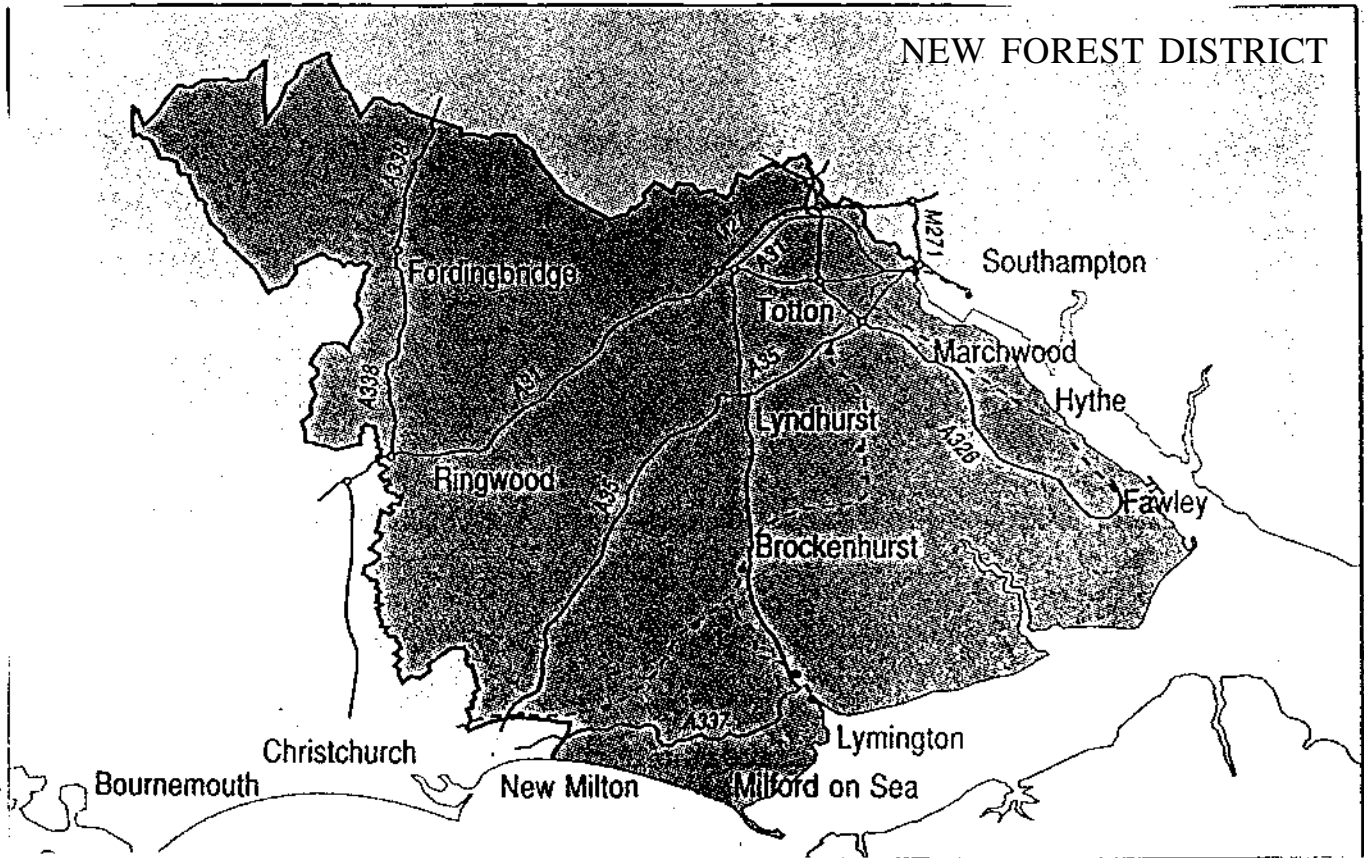 NEW FOREST DISTRICT
A338
M271
Southampton
Fordingbridge
A31
Totton
Marchwood
A35
A338
A31
Hythe
Lyndhurst
A326
Ringwood
A35
Fawley
Brockenhurst
A337
Lymington
Christchurch
Bournemouth
New Milton
Milford on Sea